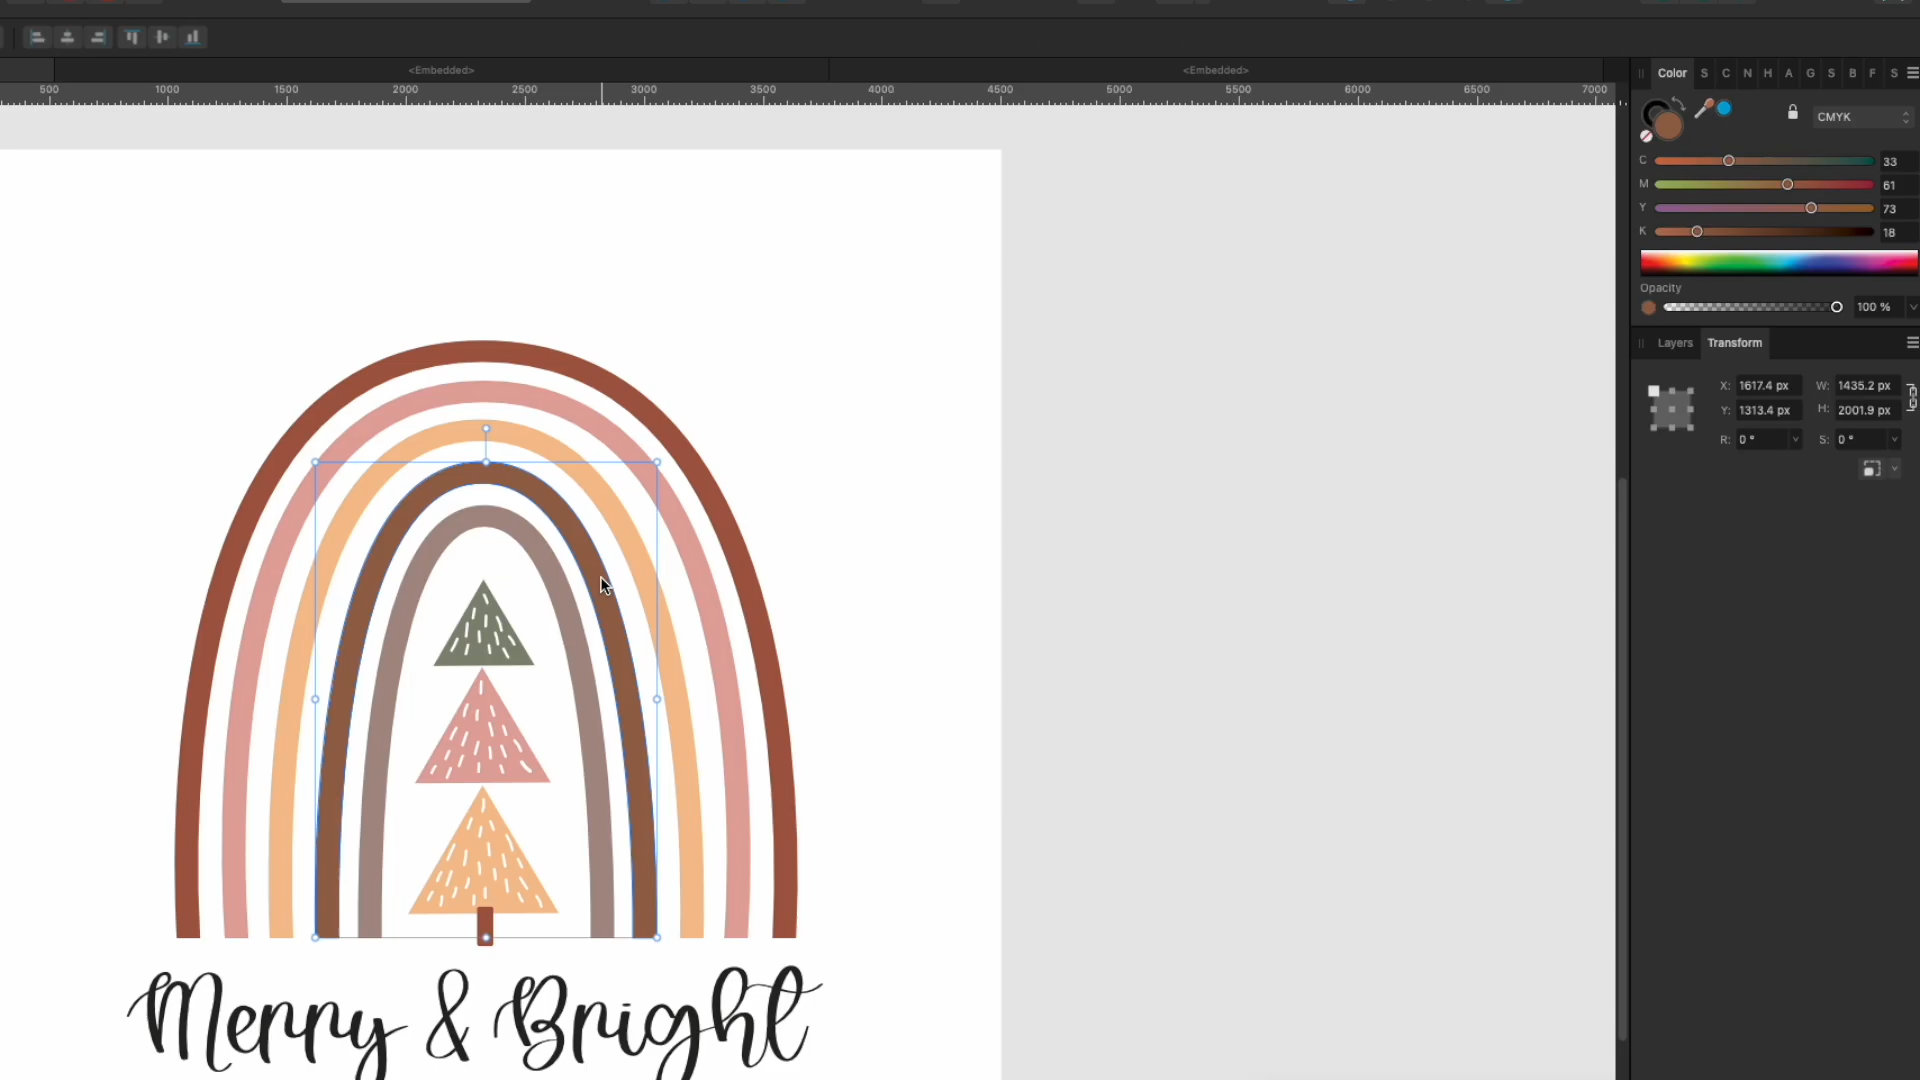 <Embedded>
<Embedded>
500 1000 1500 2000 2500 3000 3500 4000 4500 5000 5500 6000 6500 7000
Color S C N H A G S B F S
CMYK
C 33
M 61
Y 73
K 18
Opacity
100 %
Layers Transform
X: 1617.4 px W: 1435.2 px
Y: 1313.4 px H: 2001.9 px
R: 0 ° S: 0 °
Merry & Bright